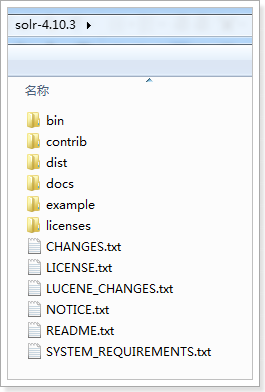 solr-4.10.3
名称
bin
contrib
dist
docs
example
licenses
CHANGES.txt
LICENSE.txt
LUCENE_CHANGES.txt
NOTICE.txt
README.txt
SYSTEM_REQUIREMENTS.txt